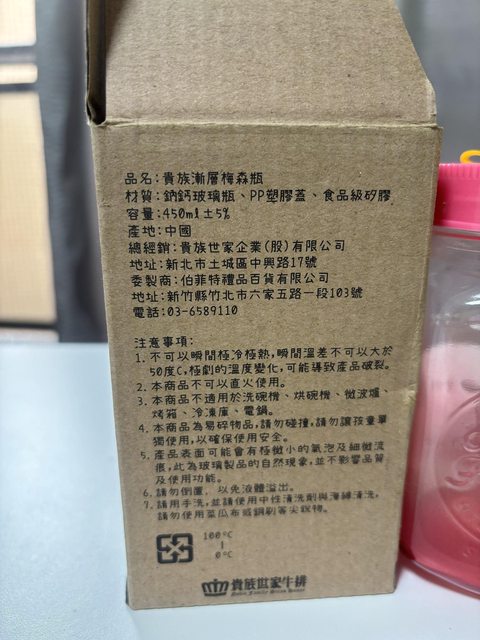 品名:貴族漸層梅森瓶
材質:鈉鈣玻璃瓶、PP塑膠蓋、食品級矽膠
容量:450ml±5%
產地:中國
總經銷:貴族世家企業(股)有限公司
地址:新北市土城區中興路17號
委製商:伯菲特禮品百貨有限公司
地址:新竹縣竹北市六家五路一段103號
電話:03-6589110
注意事項:
1. 不可以瞬間極冷極熱,瞬間溫差不可以大於
50度C,極劇的溫度變化,可能導致產品破裂。
2. 本商品不可以直火使用。
3. 本商品不適用於洗碗機、烘碗機、微波爐、
烤箱、冷凍庫、電鍋。
4. 本商品為易碎物品,請勿碰撞,請勿讓孩童單
獨使用,以確保使用安全。
5. 產品表面可能會有極微小的氣泡及細微流
痕,此為玻璃製品的自然現象,並不影響品質
及使用功能。
6. 請勿倒置, 以免液體溢出。
7. 請用手洗,並請使用中性清洗劑與海綿清洗,
請勿使用菜瓜布或鋼刷等尖銳物。
100°C
|
0°C
貴族世家牛排
Noble Family Steak House